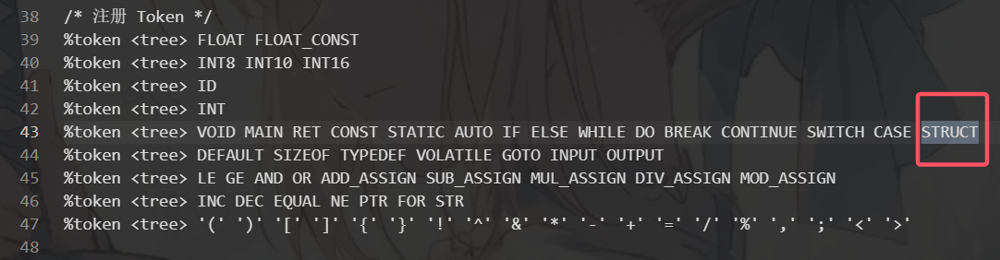 38 /* 注册 Token */
39 %token <tree> FLOAT FLOAT_CONST
40 %token <tree> INT8 INT10 INT16
41 %token <tree> ID
42 %token <tree> INT
43 %token <tree> VOID MAIN RET CONST STATIC AUTO IF ELSE WHILE DO BREAK CONTINUE SWITCH CASE STRUCT
44 %token <tree> DEFAULT SIZEOF TYPEDEF VOLATILE GOTO INPUT OUTPUT
45 %token <tree> LE GE AND OR ADD_ASSIGN SUB_ASSIGN MUL_ASSIGN DIV_ASSIGN MOD_ASSIGN
46 %token <tree> INC DEC EQUAL NE PTR FOR STR
47 %token <tree> '(' ')' '[' ']' '{' '}' '!' '^' '&' '*' '-' '+' '=' '/' '%' ',' ';' '<' '>'
48